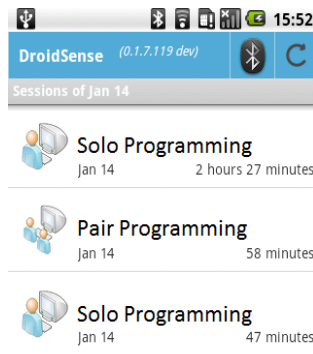 15:52
DroidSense (0.1.7.119 dev)
Sessions of Jan 14
Solo Programming
Jan 14 2 hours 27 minutes
Pair Programming
Jan 14 58 minutes
Solo Programming
Jan 14 47 minutes